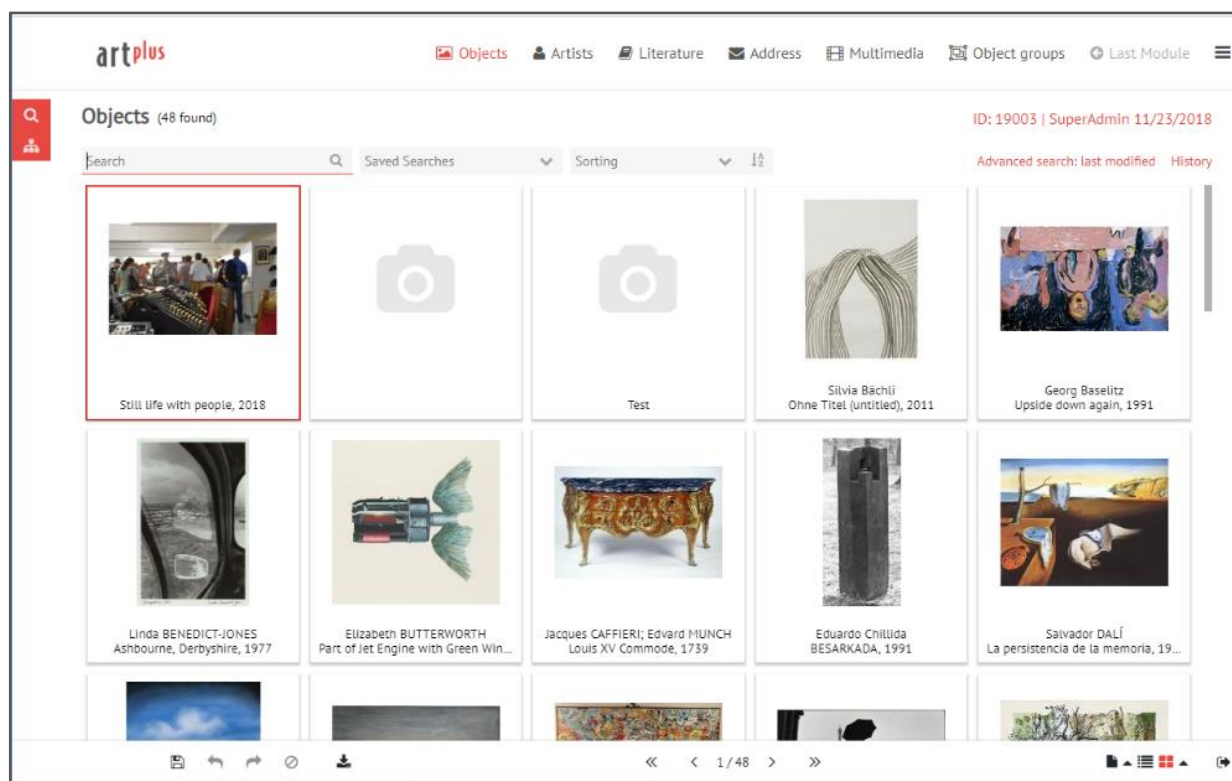 artplus
Objects Artists Literature Address Multimedia Object groups Last Module
Objects (48 found)
ID: 19003 | SuperAdmin 11/23/2018
Search Saved Searches Sorting Advanced search: last modified History
Still life with people, 2018
Test
Silvia Bächli
Ohne Titel (untitled), 2011
Georg Baselitz
Upside down again, 1991
Linda BENEDICT-JONES
Ashbourne, Derbyshire, 1977
Elizabeth BUTTERWORTH
Part of Jet Engine with Green Win...
Jacques CAFFIERI; Edvard MUNCH
Louis XV Commode, 1739
Eduardo Chillida
BESARKADA, 1991
Salvador DALÍ
La persistencia de la memoria, 19...
1 / 48